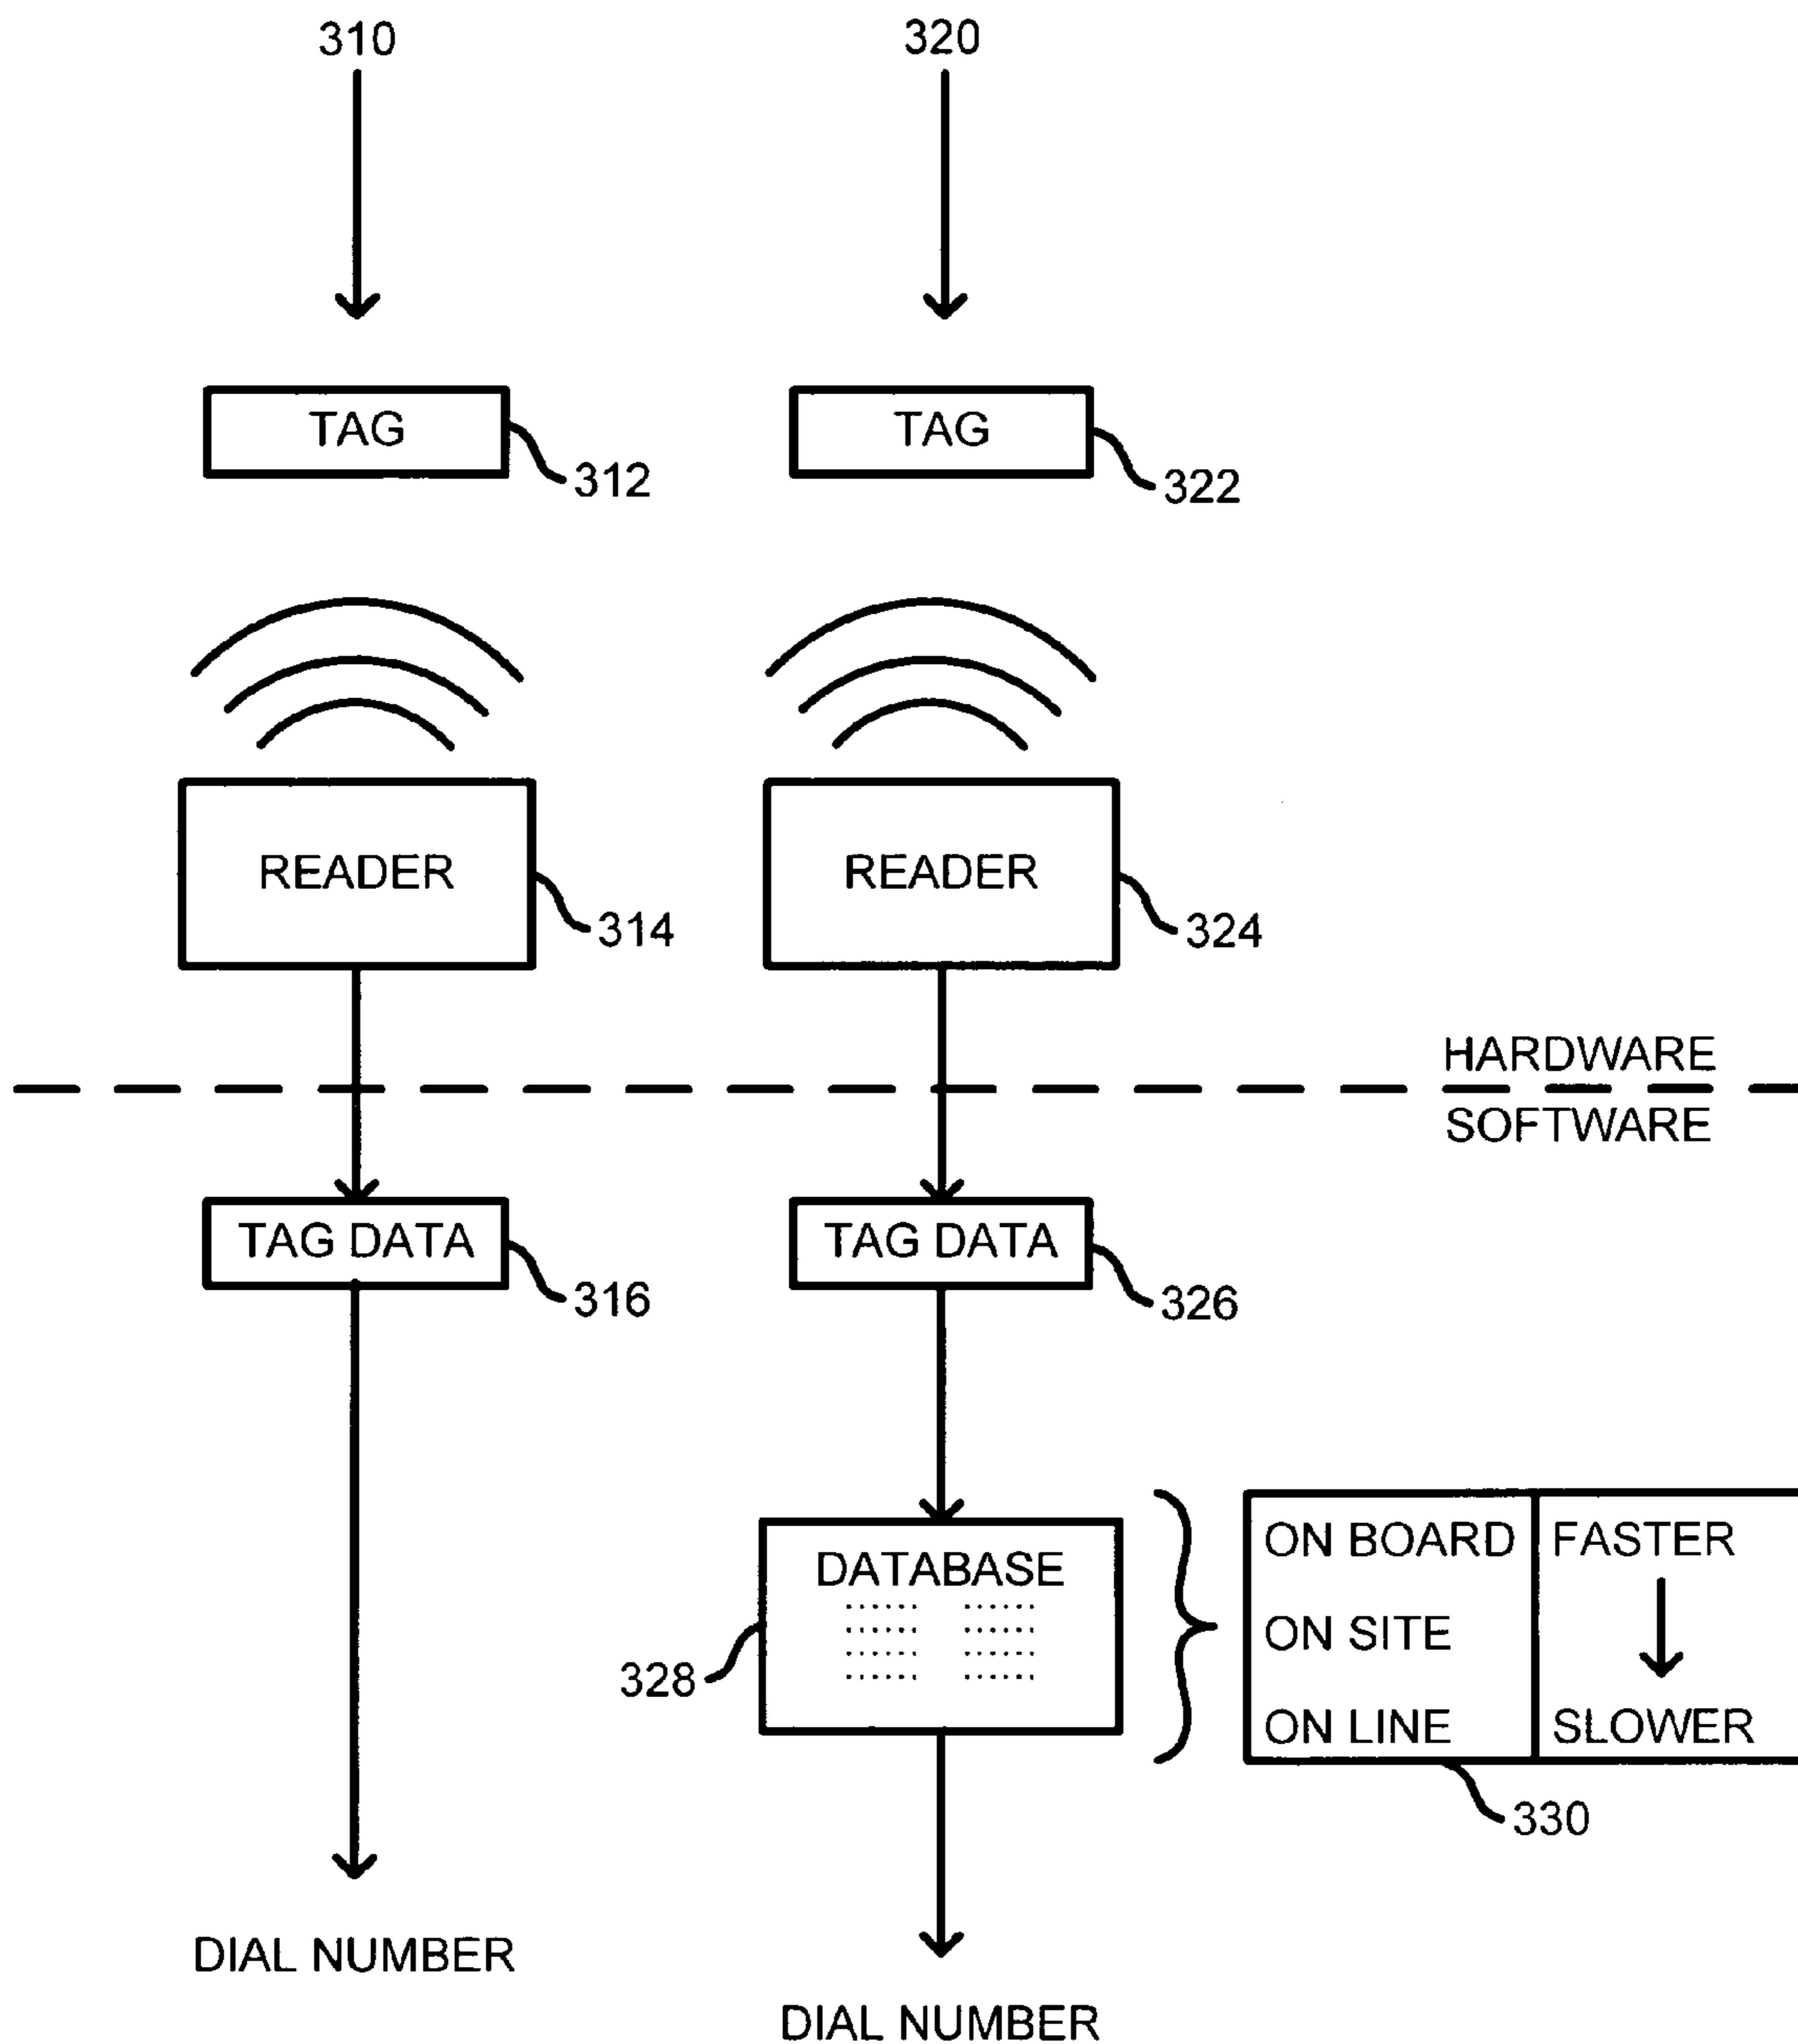 310
320
TAG
TAG
312
322
READER
READER
314
324
HARDWARE
SOFTWARE
TAG DATA
TAG DATA
316
326
DATABASE
328
ON BOARD
FASTER
ON SITE
ON LINE
SLOWER
330
DIAL NUMBER
DIAL NUMBER